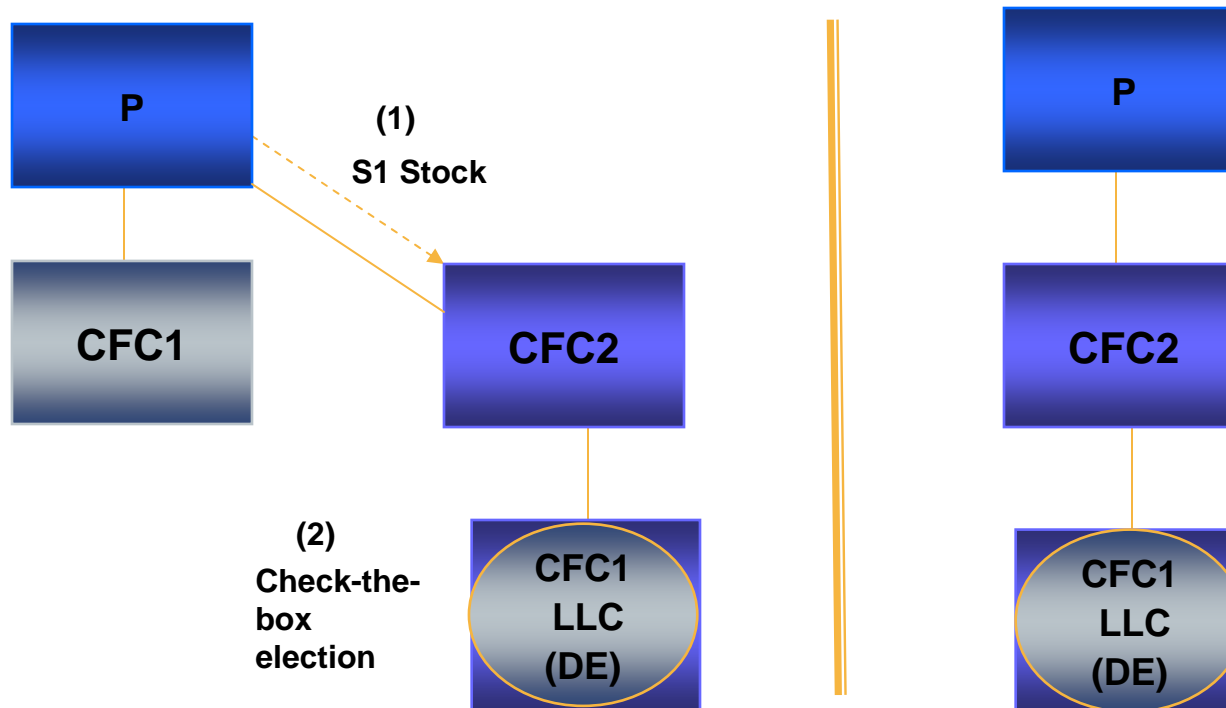 P
(1)
S1 Stock
CFC1
CFC2
(2)
Check-the-
box
election
CFC1
LLC
(DE)
P
CFC2
CFC1
LLC
(DE)